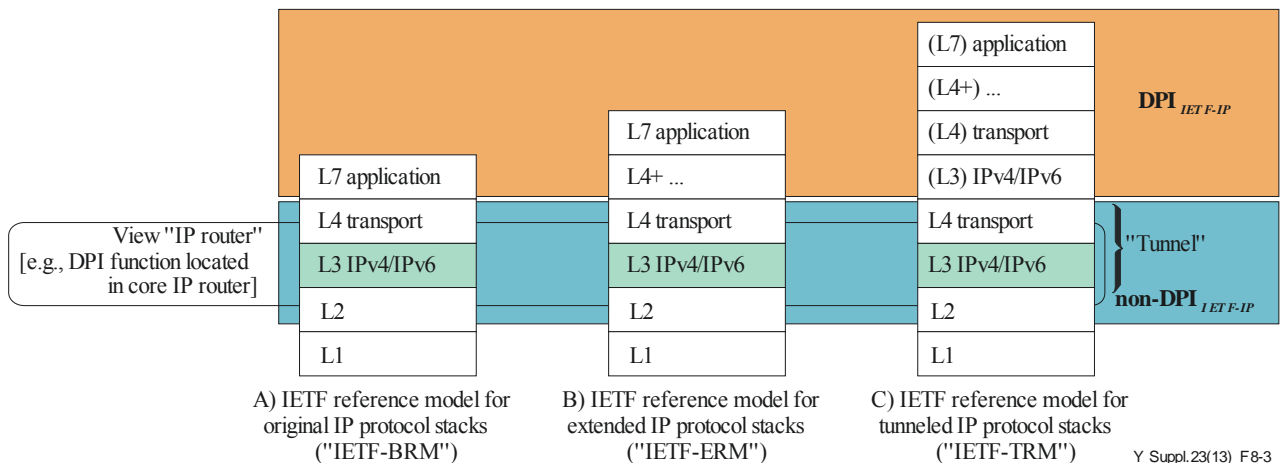 (L7) application
(L4+) ...
(L4) transport
(L3) IPv4/IPv6
L4 transport
L3 IPv4/IPv6
L2
L1
DPI IETF-IP
L7 application
L4+ ...
L4 transport
L3 IPv4/IPv6
L2
L1
L7 application
L4 transport
L3 IPv4/IPv6
L2
L1
View "IP router"
[e.g., DPI function located
in core IP router]
"Tunnel"
non-DPI IETF-IP
A) IETF reference model for
original IP protocol stacks
("IETF-BRM")
B) IETF reference model for
extended IP protocol stacks
("IETF-ERM")
C) IETF reference model for
tunneled IP protocol stacks
("IETF-TRM")
Y Suppl.23(13)_F8-3